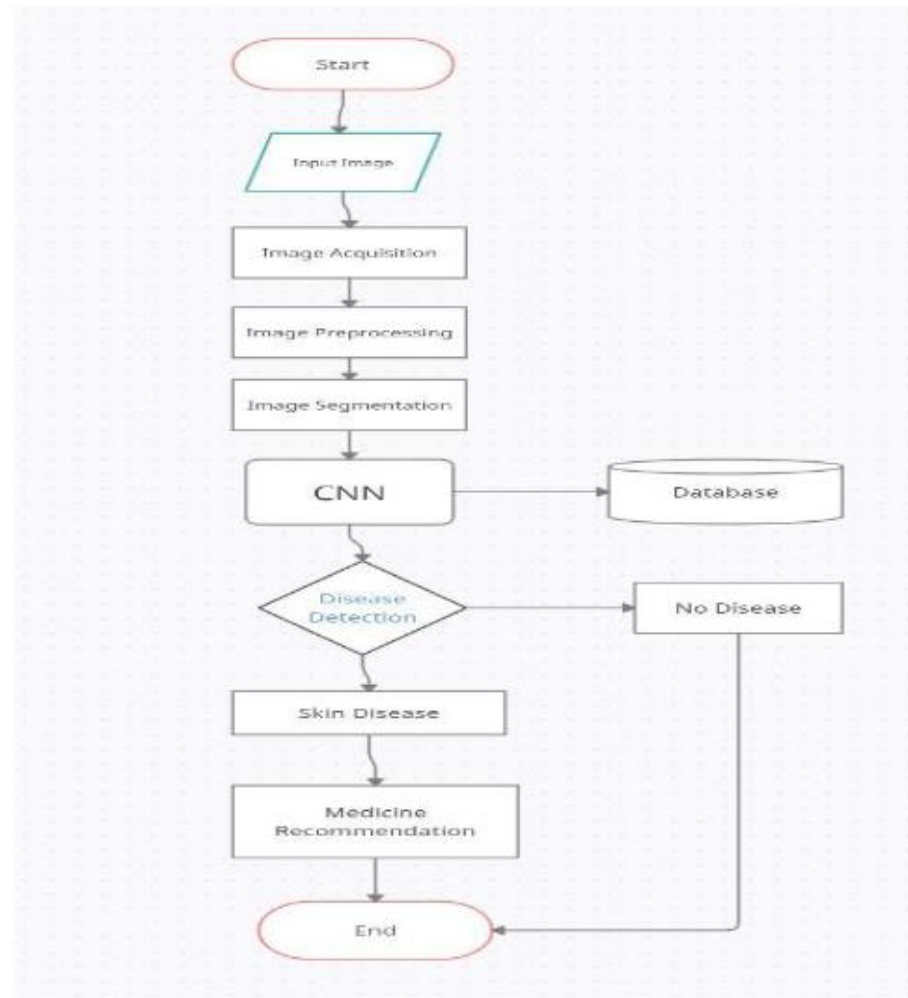 Start
Input Image
Image Acquisition
Image Preprocessing
Image Segmentation
CNN
Database
Disease
Detection
No Disease
Skin Disease
Medicine
Recommendation
End